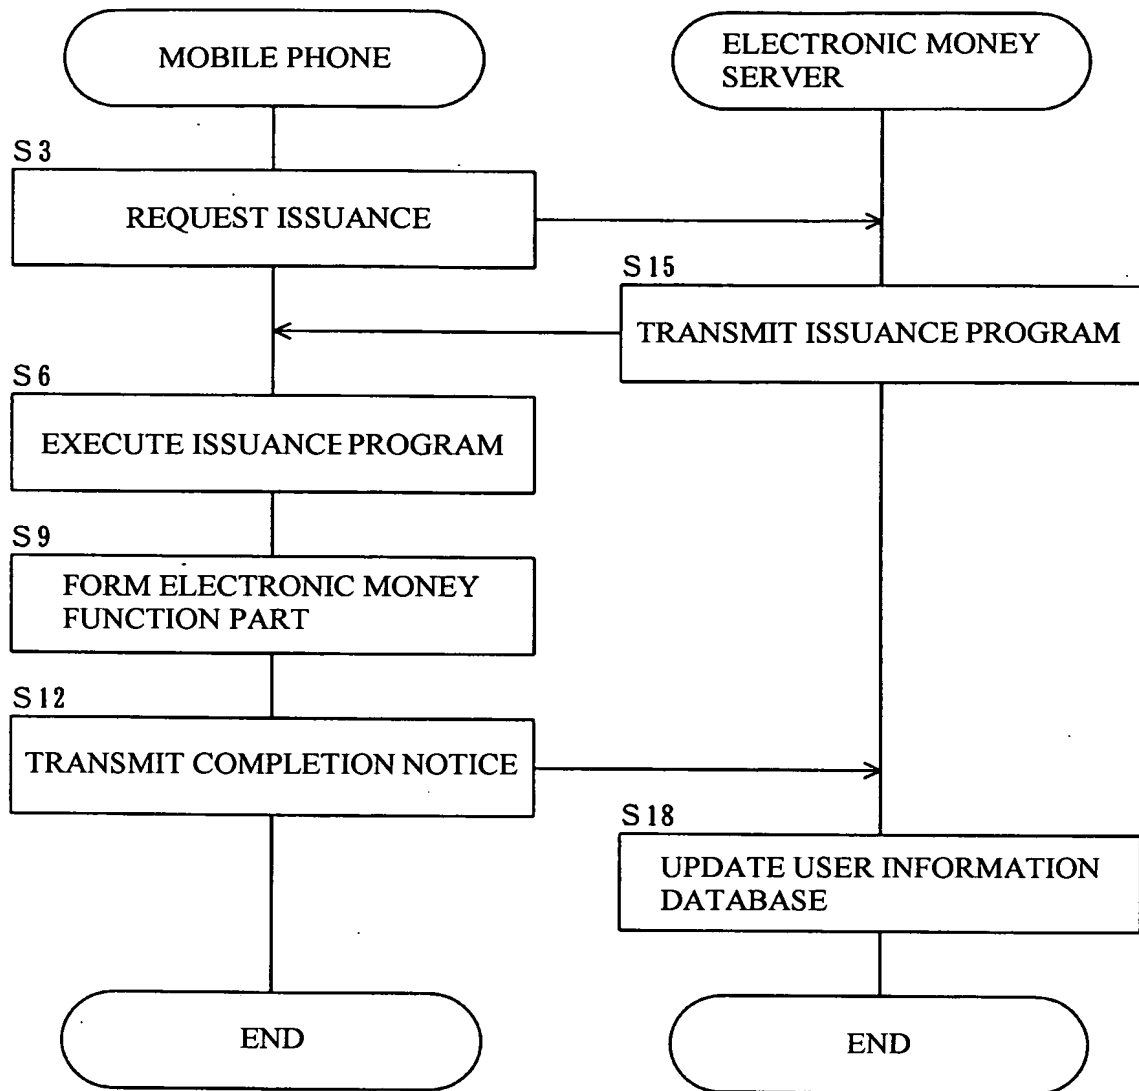 MOBILE PHONE
ELECTRONIC MONEY
SERVER
S3
REQUEST ISSUANCE
S15
TRANSMIT ISSUANCE PROGRAM
S6
EXECUTE ISSUANCE PROGRAM
S9
FORM ELECTRONIC MONEY
FUNCTION PART
S12
TRANSMIT COMPLETION NOTICE
S18
UPDATE USER INFORMATION
DATABASE
END
END